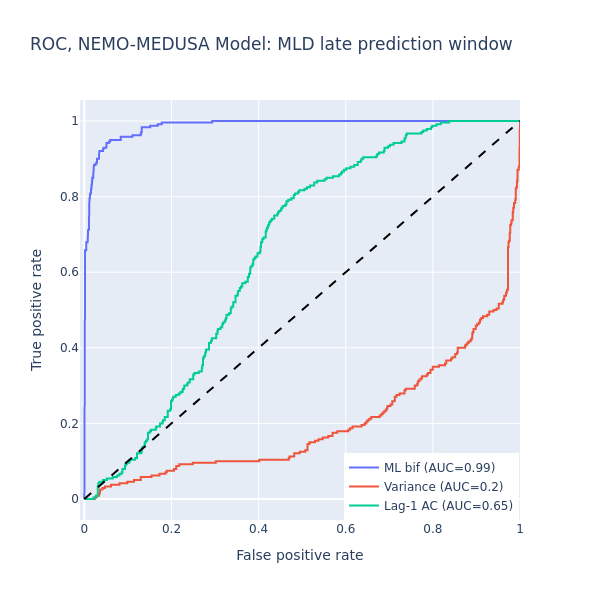 ROC, NEMO-MEDUSA Model: MLD late prediction window
1
0.8
0.6
0.4
0.2
0
True positive rate
0 0.2 0.4 0.6 0.8 1
False positive rate
ML bif (AUC=0.99)
Variance (AUC=0.2)
Lag-1 AC (AUC=0.65)